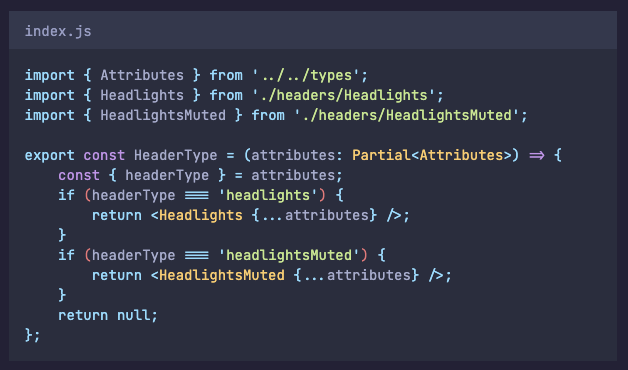 index.js
import { Attributes } from '../../types';
import { Headlights } from './headers/Headlights';
import { HeadlightsMuted } from './headers/HeadlightsMuted';
export const HeaderType = (attributes: Partial<Attributes>) => {
    const { headerType } = attributes;
    if (headerType === 'headlights') {
        return <Headlights {...attributes} />;
    }
    if (headerType === 'headlightsMuted') {
        return <HeadlightsMuted {...attributes} />;
    }
    return null;
};